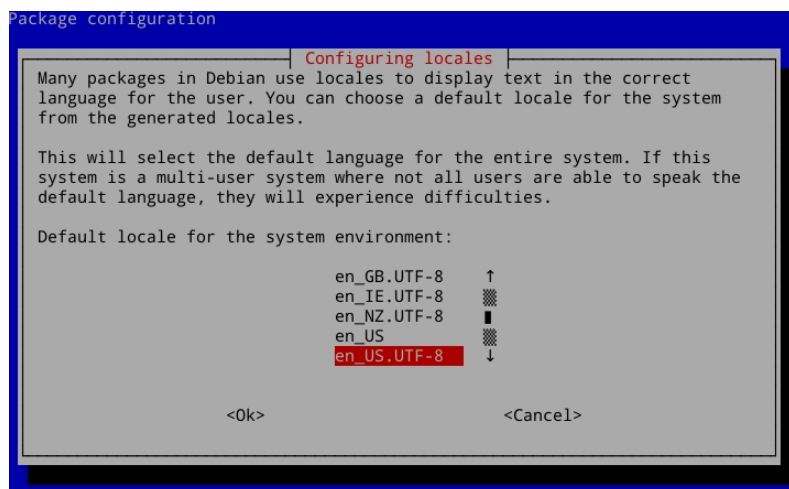 Package configuration
Configuring locales
Many packages in Debian use locales to display text in the correct
language for the user. You can choose a default locale for the system
from the generated locales.
This will select the default language for the entire system. If this
system is a multi-user system where not all users are able to speak the
default language, they will experience difficulties.
Default locale for the system environment:
en_GB.UTF-8
en_IE.UTF-8
en_NZ.UTF-8
en_US
en_US.UTF-8
<Ok> <Cancel>